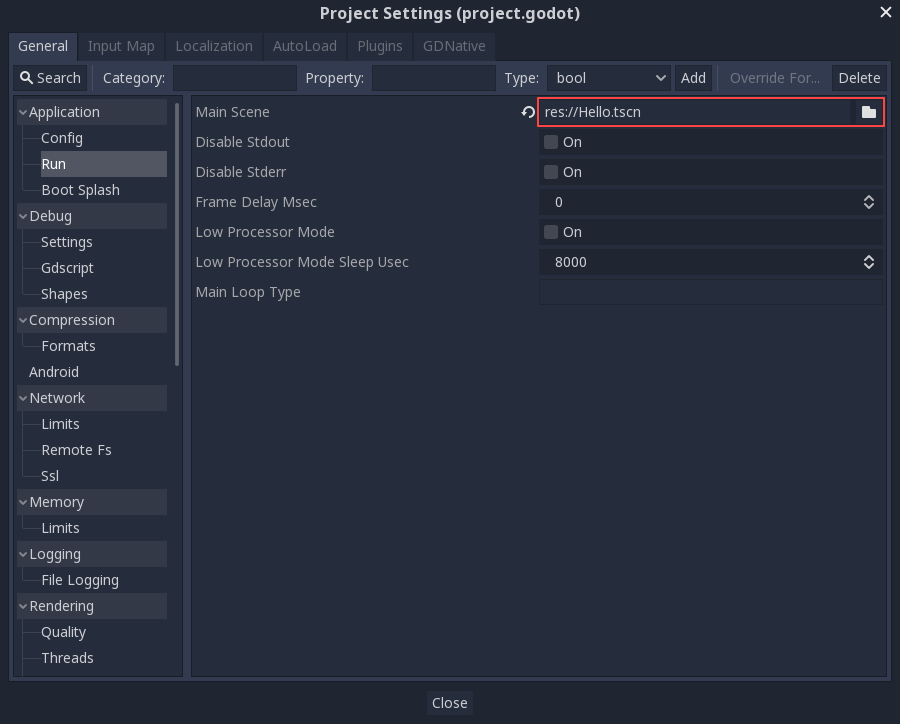 Project Settings (project.godot)
General Input Map Localization AutoLoad Plugins GDNative
Search Category: Property: Type: bool Add Override For... Delete
Application
Config
Run
Boot Splash
Debug
Settings
Gdscript
Shapes
Compression
Formats
Android
Network
Limits
Remote Fs
Ssl
Memory
Limits
Logging
File Logging
Rendering
Quality
Threads
Main Scene res://Hello.tscn
Disable Stdout On
Disable Stderr On
Frame Delay Msec 0
Low Processor Mode On
Low Processor Mode Sleep Usec 8000
Main Loop Type
Close